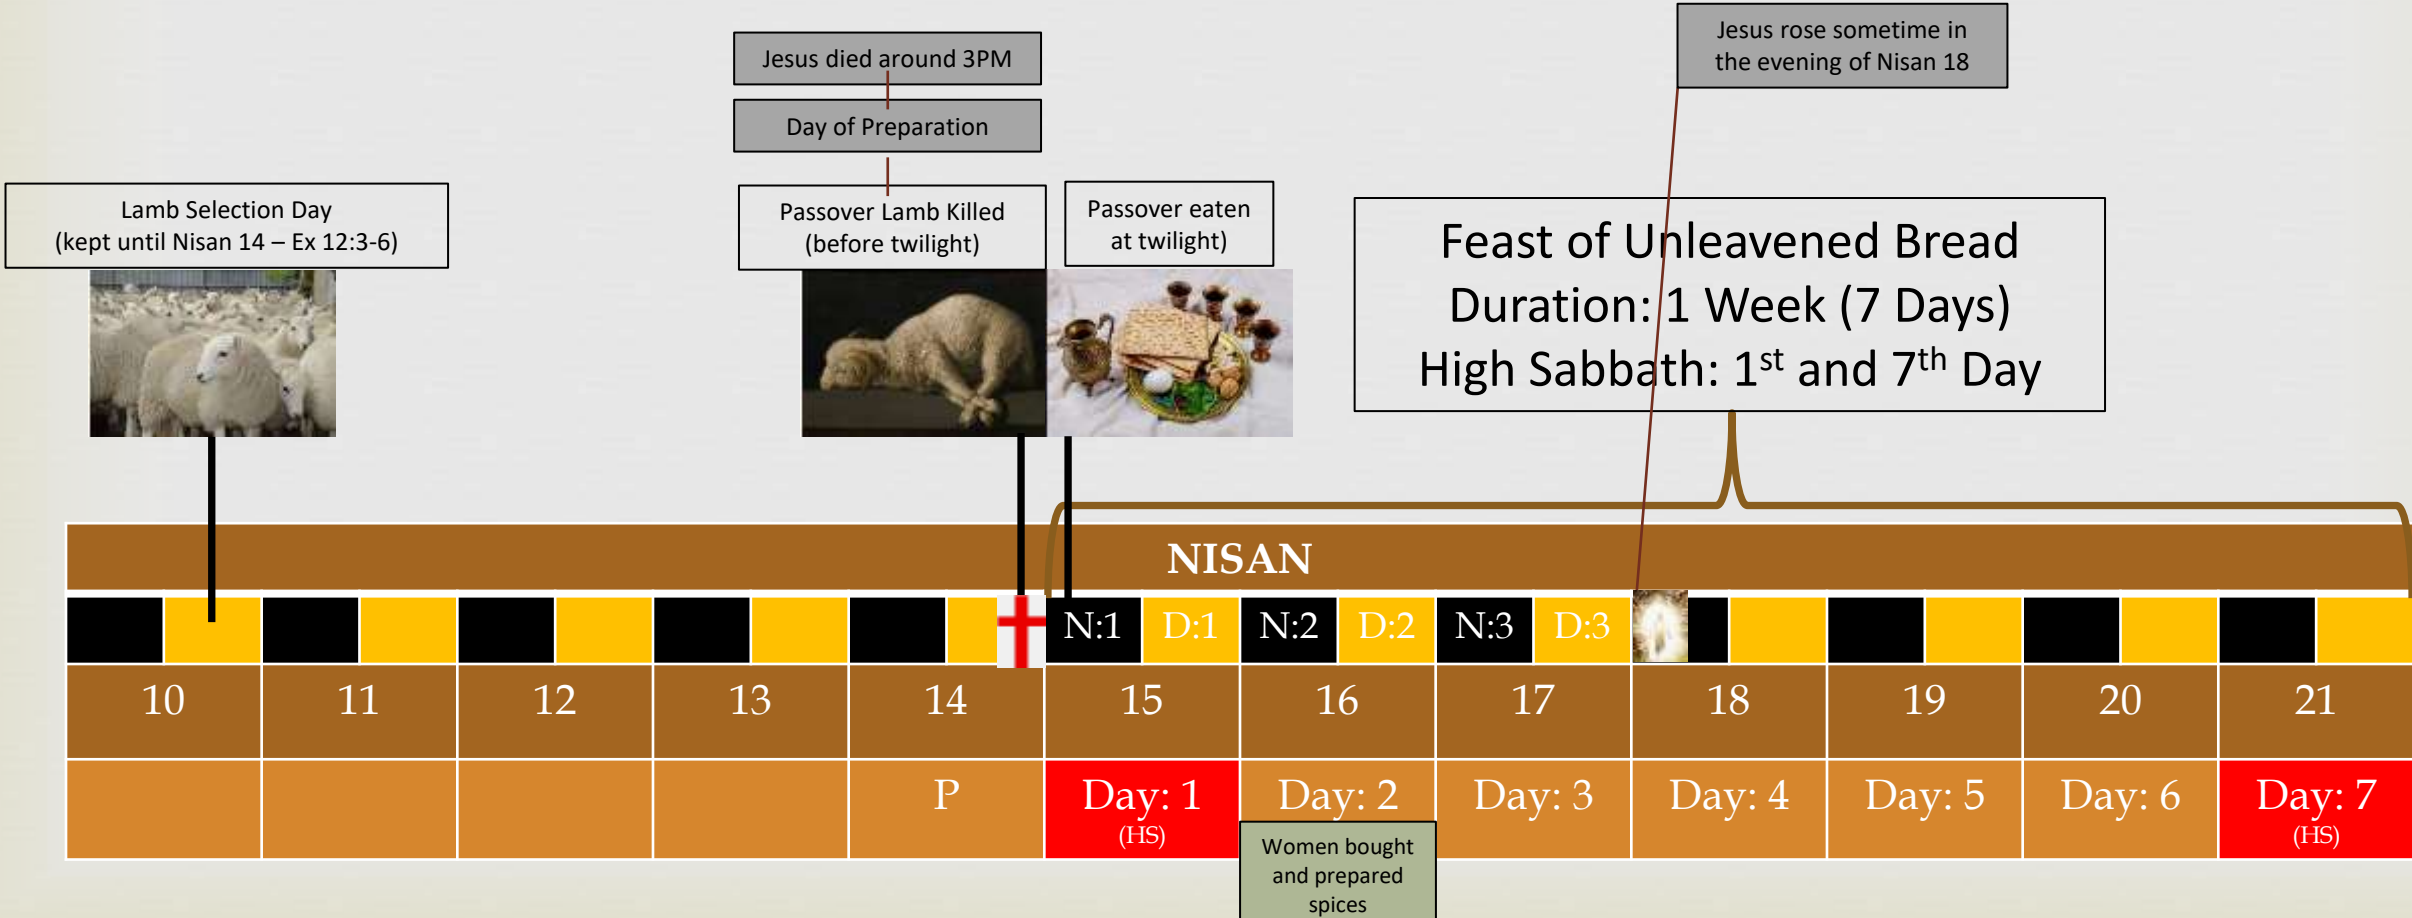 Jesus rose sometime in
the evening of Nisan 18
Jesus died around 3PM
Day of Preparation
Lamb Selection Day
(kept until Nisan 14 – Ex 12:3-6)
Passover Lamb Killed
(before twilight)
Passover eaten
at twilight)
Feast of Unleavened Bread
Duration: 1 Week (7 Days)
High Sabbath: 1st and 7th Day
NISAN
N:1 D:1 N:2 D:2 N:3 D:3
10 11 12 13 14 15 16 17 18 19 20 21
P Day: 1 Day: 2 Day: 3 Day: 4 Day: 5 Day: 6 Day: 7
(HS) (HS)
Women bought
and prepared
spices